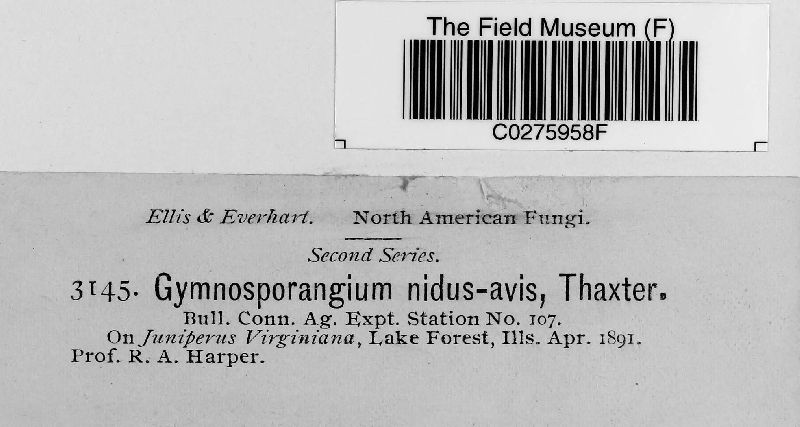 The Field Museum (F)
C0275958F
Ellis & Everhart. North American Fungi.
Second Series.
3145. Gymnosporangium nidus-avis, Thaxter.
Bull. Conn. Ag. Expt. Station No. 107.
On Juniperus Virginiana, Lake Forest, Ills. Apr. 1891.
Prof. R. A. Harper.